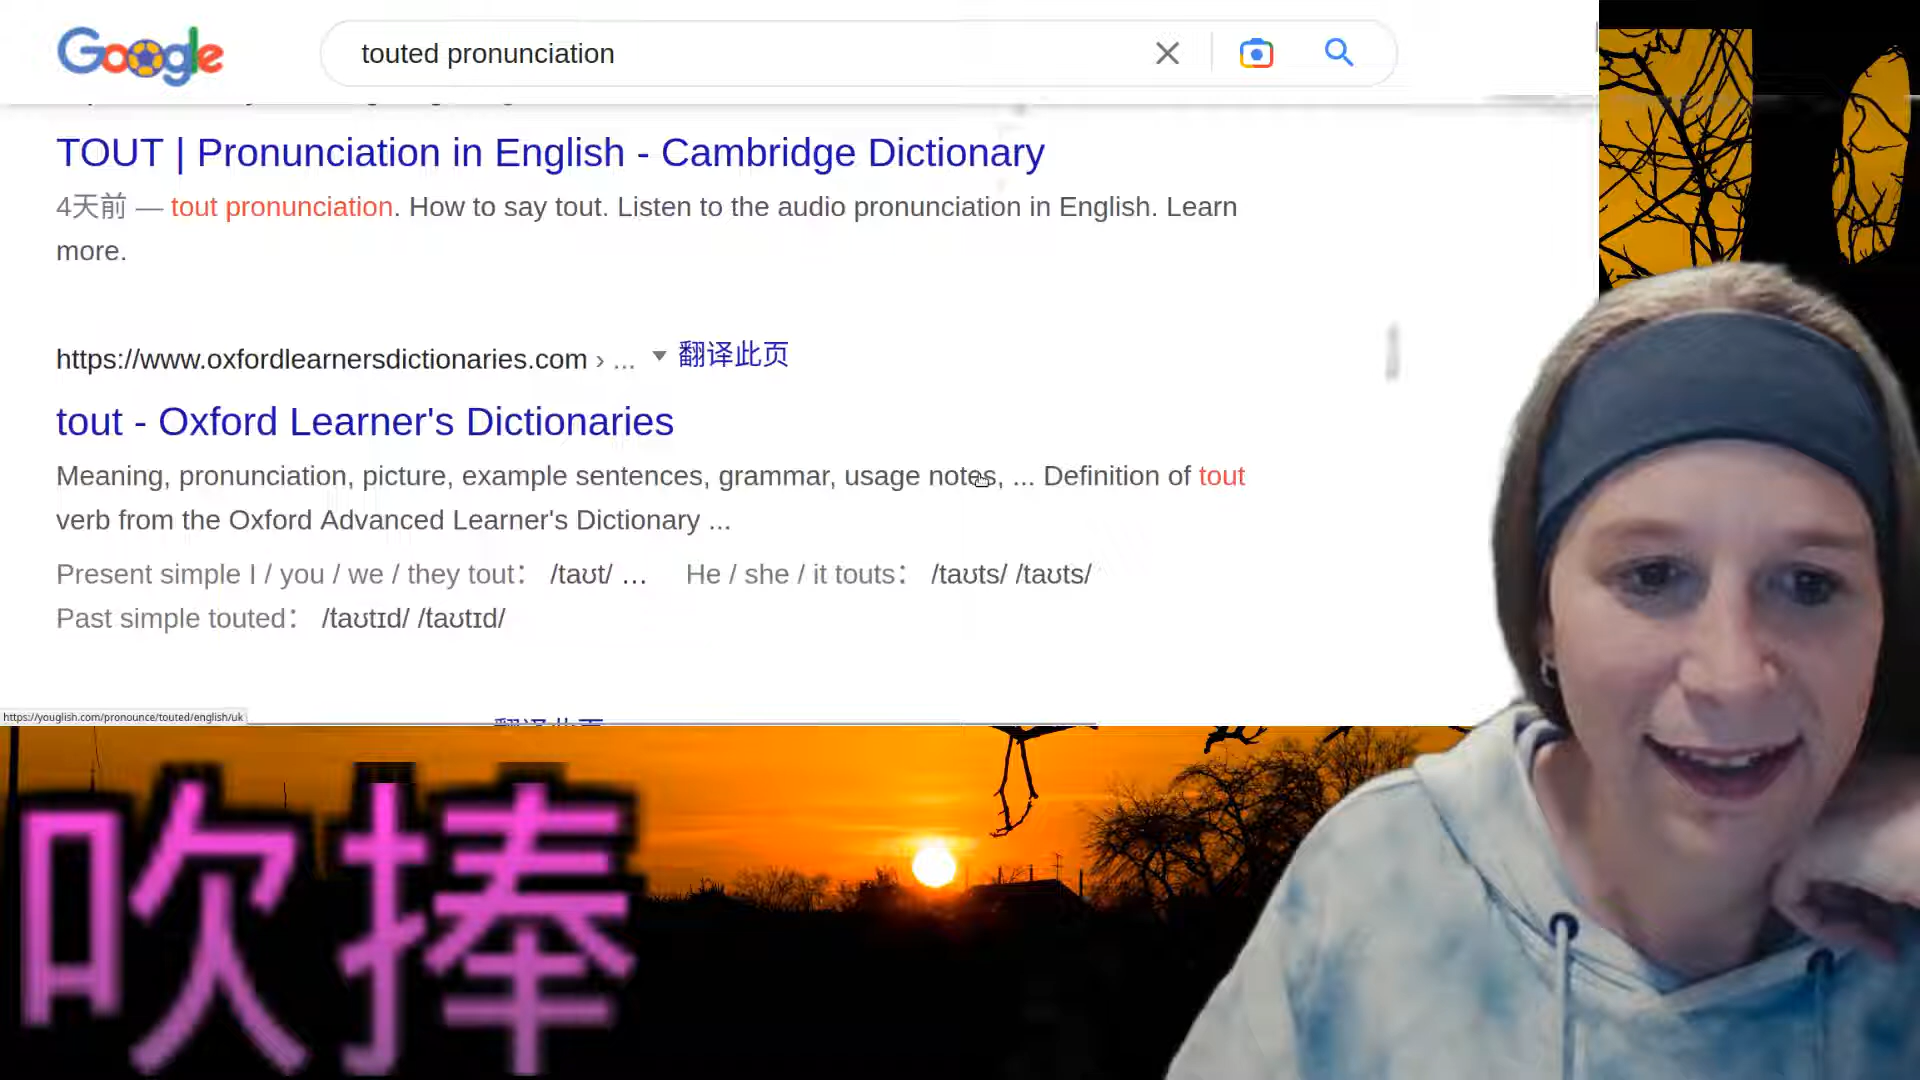 Google
touted pronunciation
TOUT | Pronunciation in English - Cambridge Dictionary
4天前 — tout pronunciation. How to say tout. Listen to the audio pronunciation in English. Learn
more.
https://www.oxfordlearnersdictionaries.com › ... 翻译此页
tout - Oxford Learner's Dictionaries
Meaning, pronunciation, picture, example sentences, grammar, usage notes, ... Definition of tout
verb from the Oxford Advanced Learner's Dictionary ...
Present simple I / you / we / they tout： /taʊt/ … He / she / it touts： /taʊts/ /taʊts/
Past simple touted： /taʊtɪd/ /taʊtɪd/
https://youglish.com/pronounce/touted/english/uk
吹捧